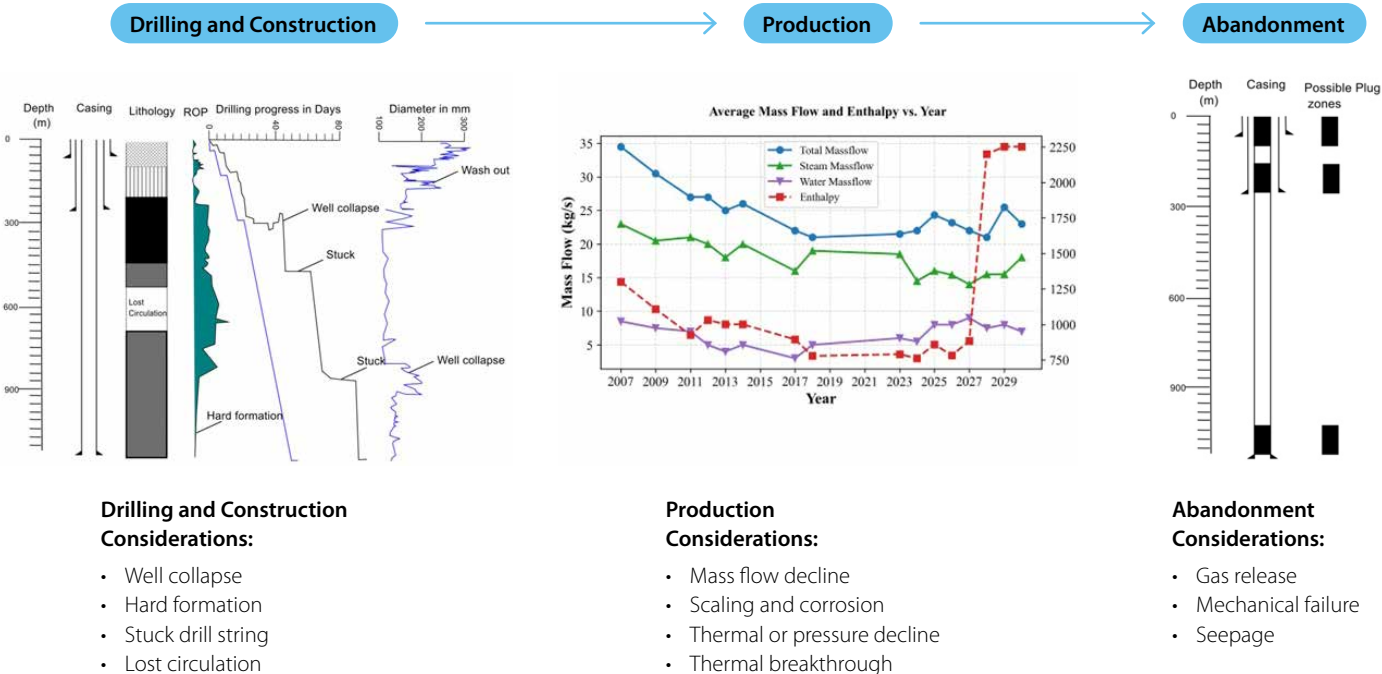 Drilling and Construction
Production
Abandonment
Depth
(m)
Casing
Lithology
ROP
Drilling progress in Days
Diameter in mm
0
40
80
100
200
300
0
300
600
900
Lost
Circulation
Hard formation
Well collapse
Stuck
Stuck
Wash out
Well collapse
Average Mass Flow and Enthalpy vs. Year
Total Massflow
Steam Massflow
Water Massflow
Enthalpy
Mass Flow (kg/s)
35
30
25
20
15
10
5
2250
2000
1750
1500
1250
1000
750
2007 2009 2011 2013 2015 2017 2019 2021 2023 2025 2027 2029
Year
Depth
(m)
Casing
Possible Plug
zones
0
300
600
900
Drilling and Construction
Considerations:
• Well collapse
• Hard formation
• Stuck drill string
• Lost circulation
Production
Considerations:
• Mass flow decline
• Scaling and corrosion
• Thermal or pressure decline
• Thermal breakthrough
Abandonment
Considerations:
• Gas release
• Mechanical failure
• Seepage